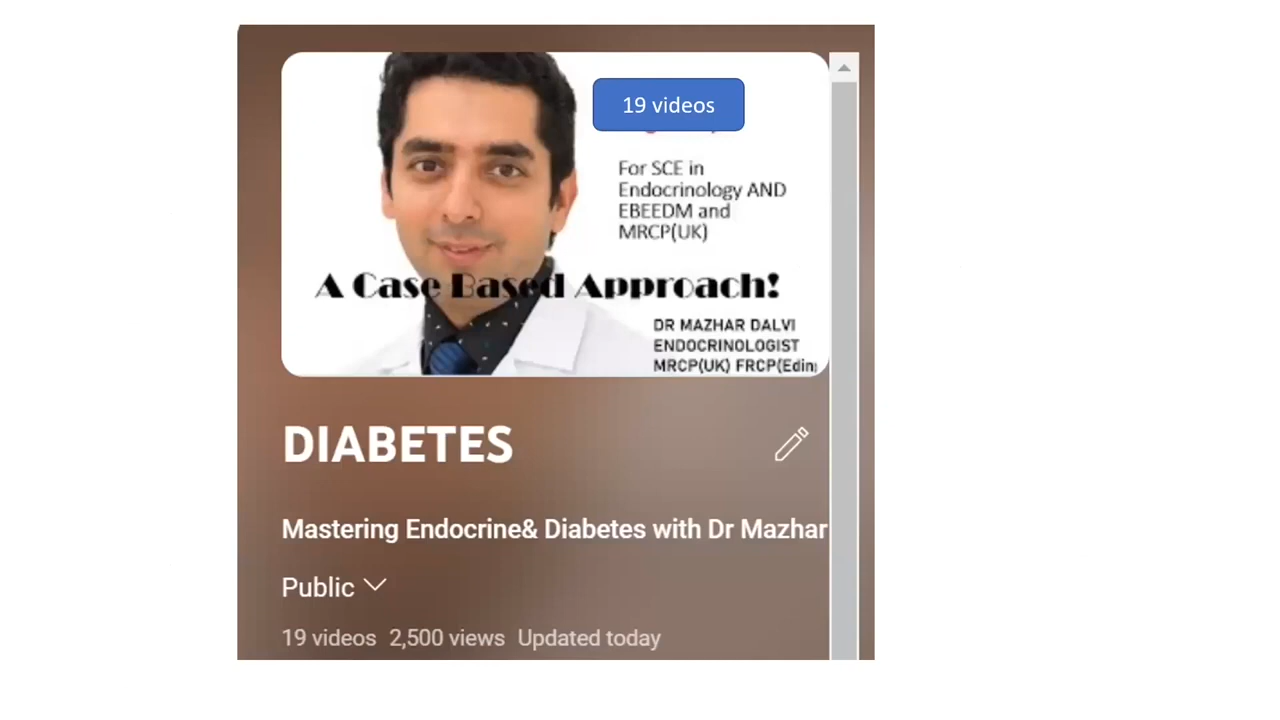 19 videos
For SCE in
Endocrinology AND
EBEEDM and
MRCP(UK)
A Case Based Approach!
DR MAZHAR DALVI
ENDOCRINOLOGIST
MRCP(UK) FRCP(Edin
DIABETES
Mastering Endocrine& Diabetes with Dr Mazhar
Public
19 videos 2,500 views Updated today